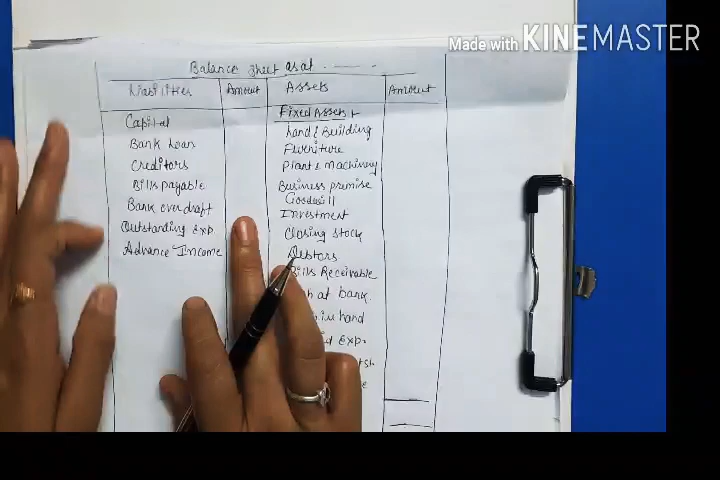 Made with KINEMASTER
Balance sheet as at
Liabilities Amount Assets Amount
Fixed Assets
Capital
Land & Building
Bank Loan
Furniture
Creditors
Plant & Machinery
Bills payable
Business premise
Goodwill
Bank overdraft
Investment
Outstanding Exp.
Closing stock
Advance Income
Debtors
Bills Receivable
at bank.
in hand
Exp.